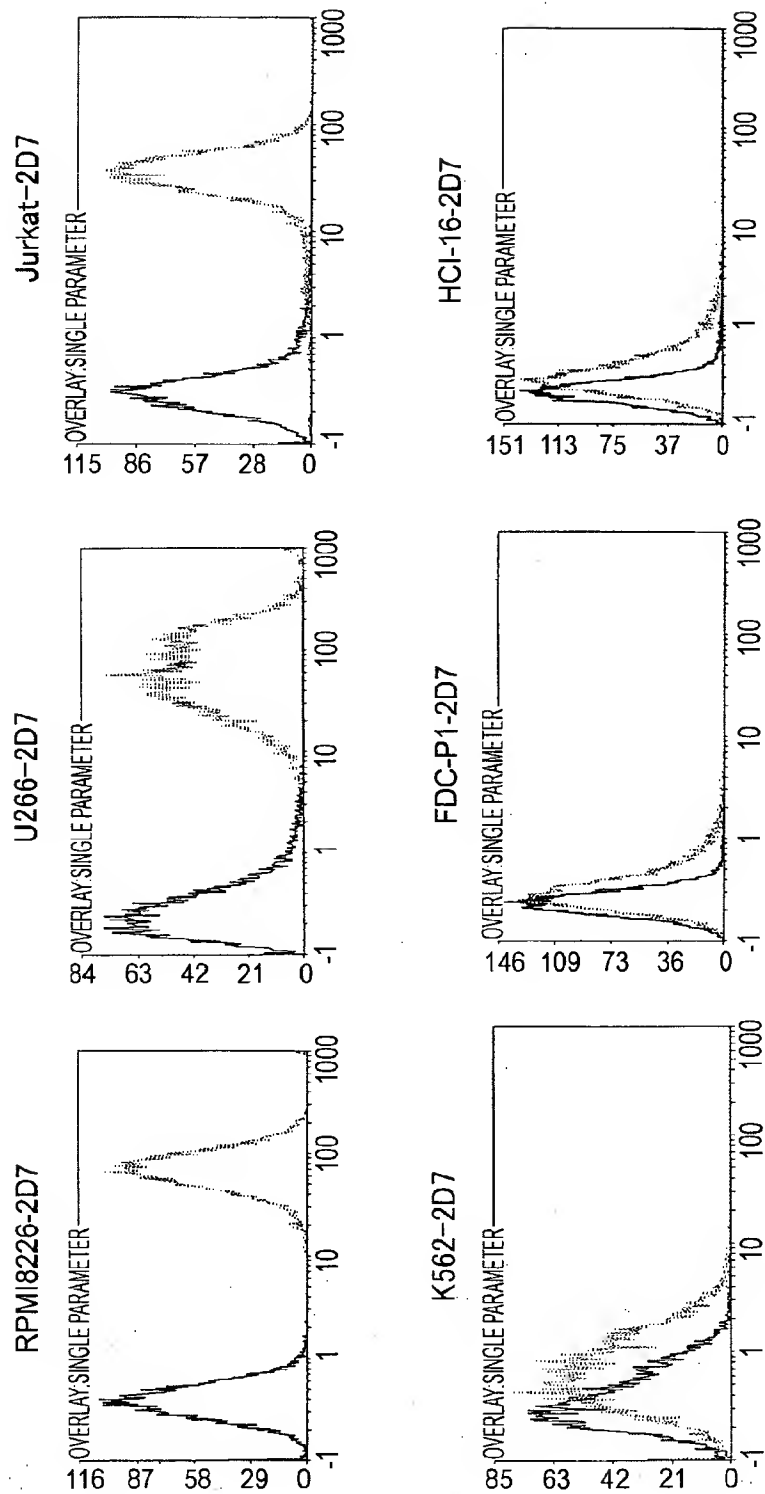 RPMI8226-2D7
OVERLAY:SINGLE PARAMETER
116
87
58
29
0
-1 1 10 100 1000
U266-2D7
OVERLAY:SINGLE PARAMETER
84
63
42
21
0
-1 1 10 100 1000
Jurkat-2D7
OVERLAY:SINGLE PARAMETER
115
86
57
28
0
-1 1 10 100 1000
K562-2D7
OVERLAY:SINGLE PARAMETER
85
63
42
21
0
-1 1 10 100 1000
FDC-P1-2D7
OVERLAY:SINGLE PARAMETER
146
109
73
36
0
-1 1 10 100 1000
HCI-16-2D7
OVERLAY:SINGLE PARAMETER
151
113
75
37
0
-1 1 10 100 1000